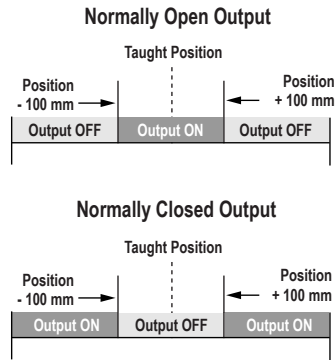 Normally Open Output
Taught Position
Position
- 100 mm
Position
+ 100 mm
Output OFF
Output ON
Output OFF
Normally Closed Output
Taught Position
Position
- 100 mm
Position
+ 100 mm
Output ON
Output OFF
Output ON